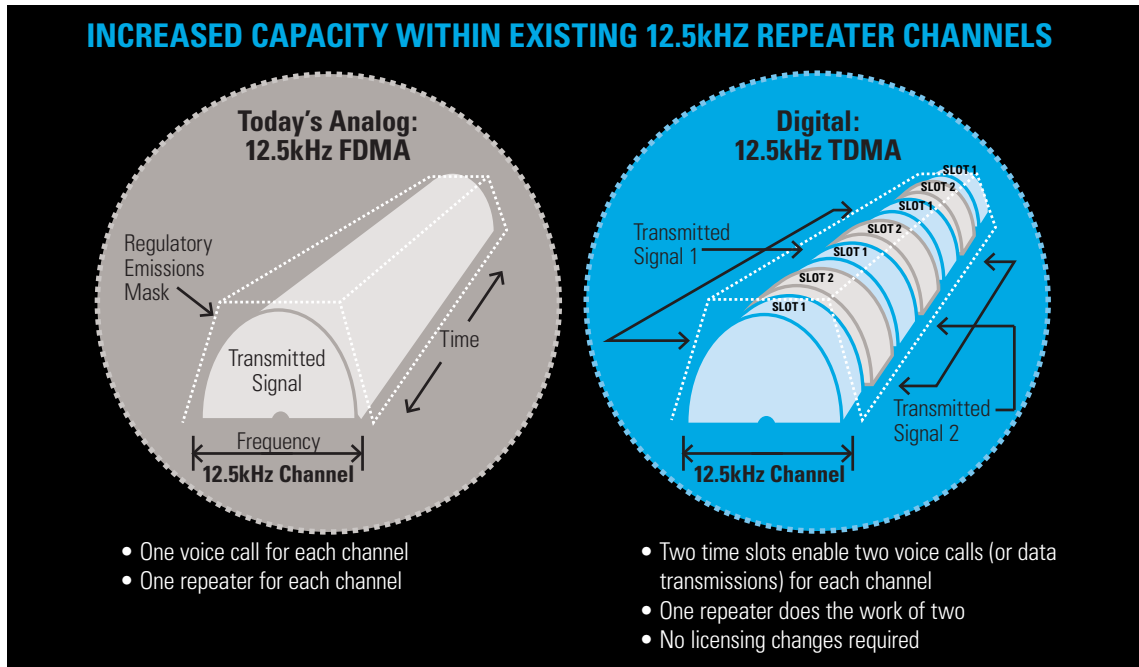 INCREASED CAPACITY WITHIN EXISTING 12.5kHZ REPEATER CHANNELS
Today's Analog:
12.5kHz FDMA
Regulatory
Emissions
Mask
Transmitted
Signal
Time
Frequency
12.5kHz Channel
• One voice call for each channel
• One repeater for each channel
Digital:
12.5kHz TDMA
SLOT 1
SLOT 2
SLOT 1
SLOT 2
SLOT 1
SLOT 2
SLOT 1
Transmitted
Signal 1
Transmitted
Signal 2
12.5kHz Channel
• Two time slots enable two voice calls (or data
transmissions) for each channel
• One repeater does the work of two
• No licensing changes required